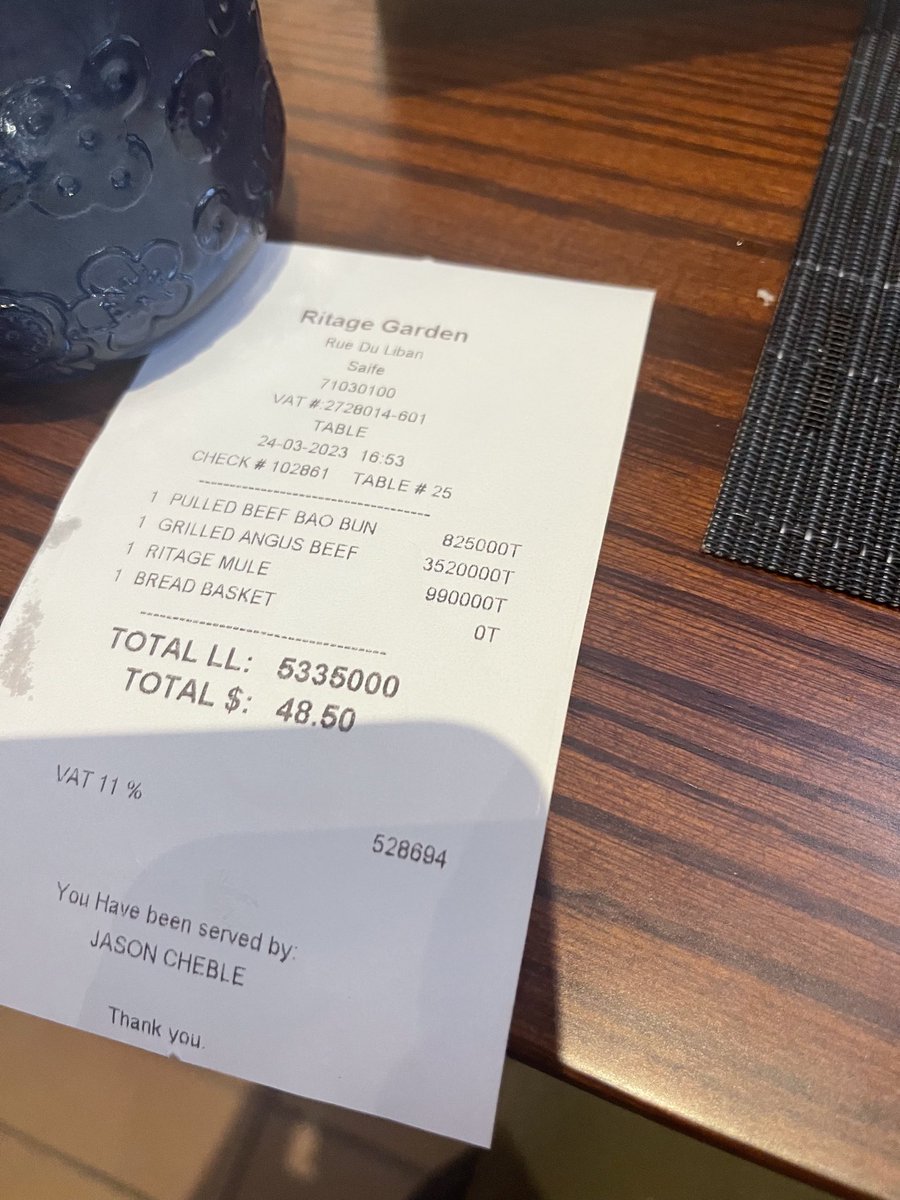 Ritage Garden
Rue Du Liban
Saife
71030100
VAT #:2728014-601
TABLE
24-03-2023 16:53
CHECK # 102861 TABLE # 25
------------------------------------
1 PULLED BEEF BAO BUN 825000T
1 GRILLED ANGUS BEEF 3520000T
1 RITAGE MULE 990000T
1 BREAD BASKET 0T
------------------------------------
TOTAL LL: 5335000
TOTAL $: 48.50
VAT 11 %
528694
You Have been served by:
JASON CHEBLE
Thank you.